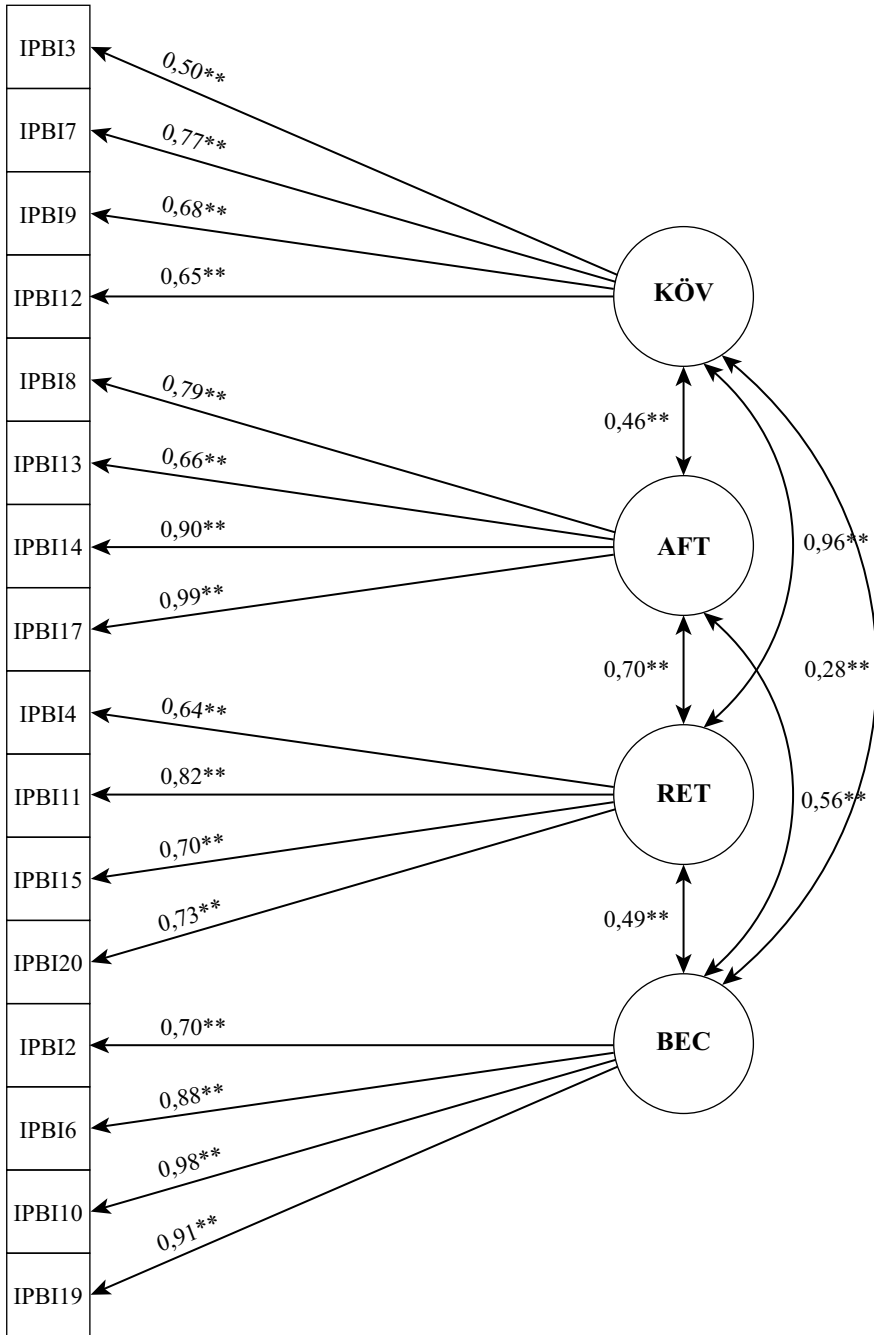 IPBI3
0,50**
IPBI7
0,77**
IPBI9
0,68**
IPBI12
0,65**
KÖV
IPBI8
0,79**
0,46**
IPBI13
0,66**
IPBI14
0,90**
AFT
0,96**
IPBI17
0,99**
0,70**
0,28**
IPBI4
0,64**
IPBI11
0,82**
RET
0,56**
IPBI15
0,70**
IPBI20
0,73**
0,49**
IPBI2
0,70**
BEC
IPBI6
0,88**
IPBI10
0,98**
IPBI19
0,91**